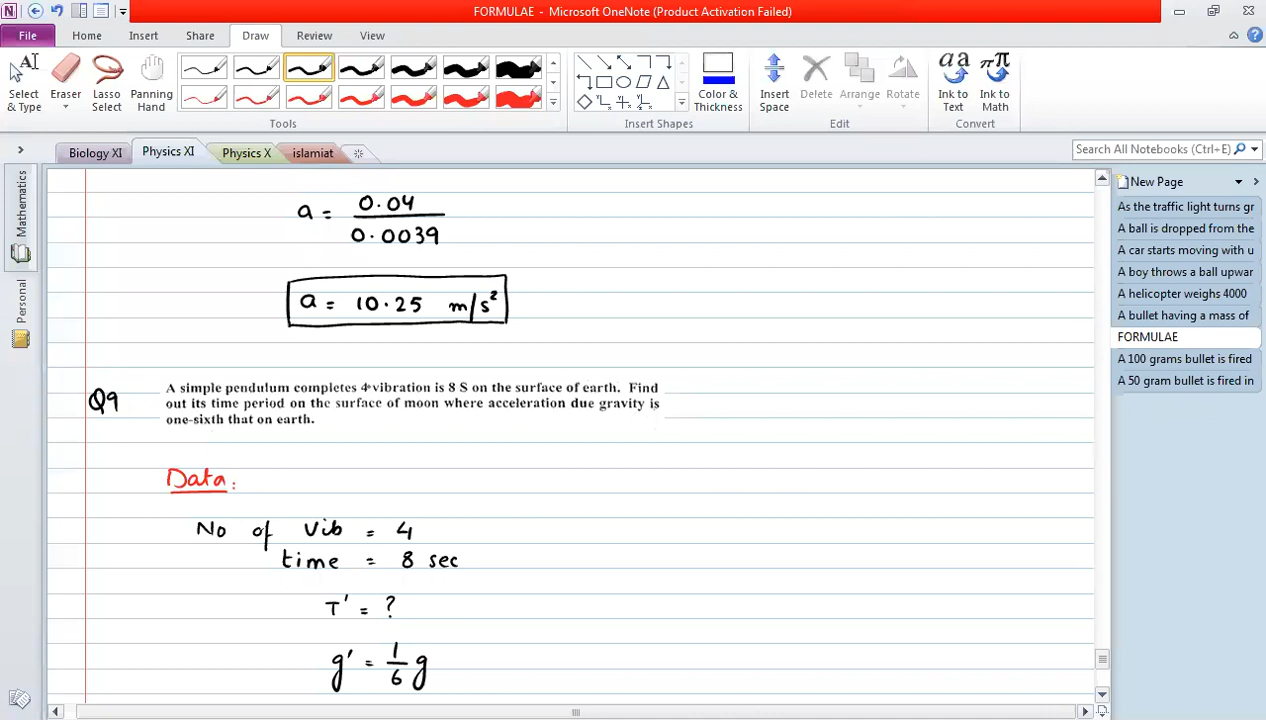 FORMULAE - Microsoft OneNote (Product Activation Failed)
File Home Insert Share Draw Review View
Select & Type
Eraser
Lasso Select
Panning Hand
Color & Thickness
Insert Space
Delete
Arrange
Rotate
Ink to Text
Ink to Math
Tools Insert Shapes Edit Convert
Biology XI Physics XI Physics X islamiat
Search All Notebooks (Ctrl+E)
Mathematics
Personal
New Page
As the traffic light turns gr
A ball is dropped from the
A car starts moving with u
A boy throws a ball upwar
A helicopter weighs 4000
A bullet having a mass of
FORMULAE
A 100 grams bullet is fired
A 50 gram bullet is fired in
a = 0.04 / 0.0039
a = 10.25 m/s²
Q9
A simple pendulum completes 4 vibration is 8 S on the surface of earth. Find
out its time period on the surface of moon where acceleration due gravity is
one-sixth that on earth.
Data:
No of Vib = 4
time = 8 sec
T' = ?
g' = 1/6 g